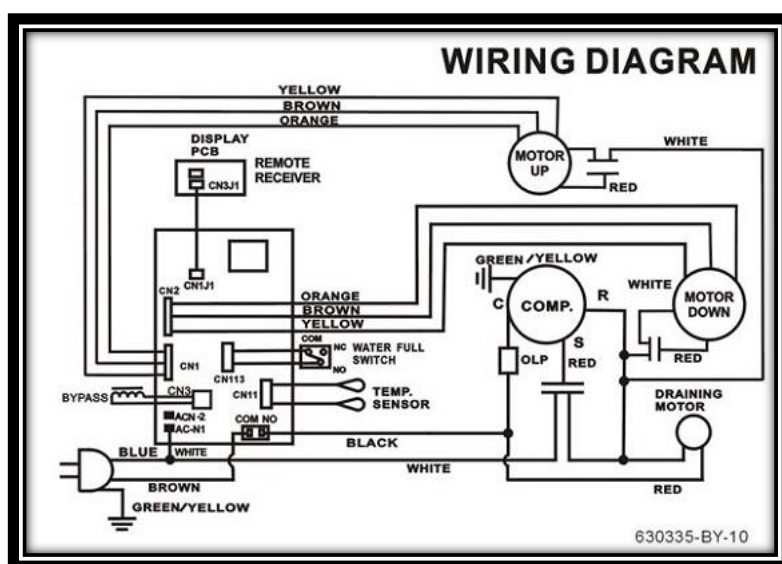 WIRING DIAGRAM
YELLOW
BROWN
ORANGE
DISPLAY
PCB
REMOTE
RECEIVER
CN3J1
MOTOR
UP
WHITE
RED
CN1J1
CN2
ORANGE
BROWN
YELLOW
GREEN/YELLOW
C
COMP.
R
S
RED
OLP
WHITE
MOTOR
DOWN
RED
COM
NC
NO
WATER FULL
SWITCH
CN1
CN113
CN3
BYPASS
CN11
TEMP.
SENSOR
ACN-2
AC-N1
COM NO
BLACK
DRAINING
MOTOR
BLUE
WHITE
WHITE
BROWN
RED
GREEN/YELLOW
630335-BY-10